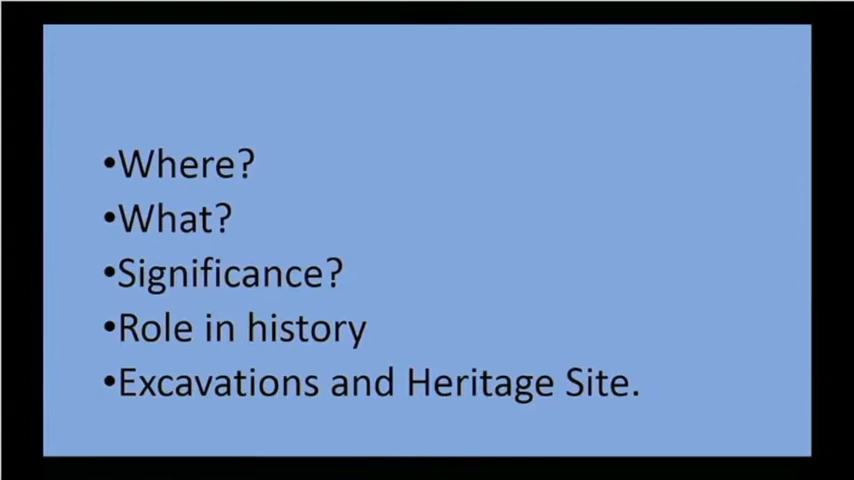 •Where?
•What?
•Significance?
•Role in history
•Excavations and Heritage Site.